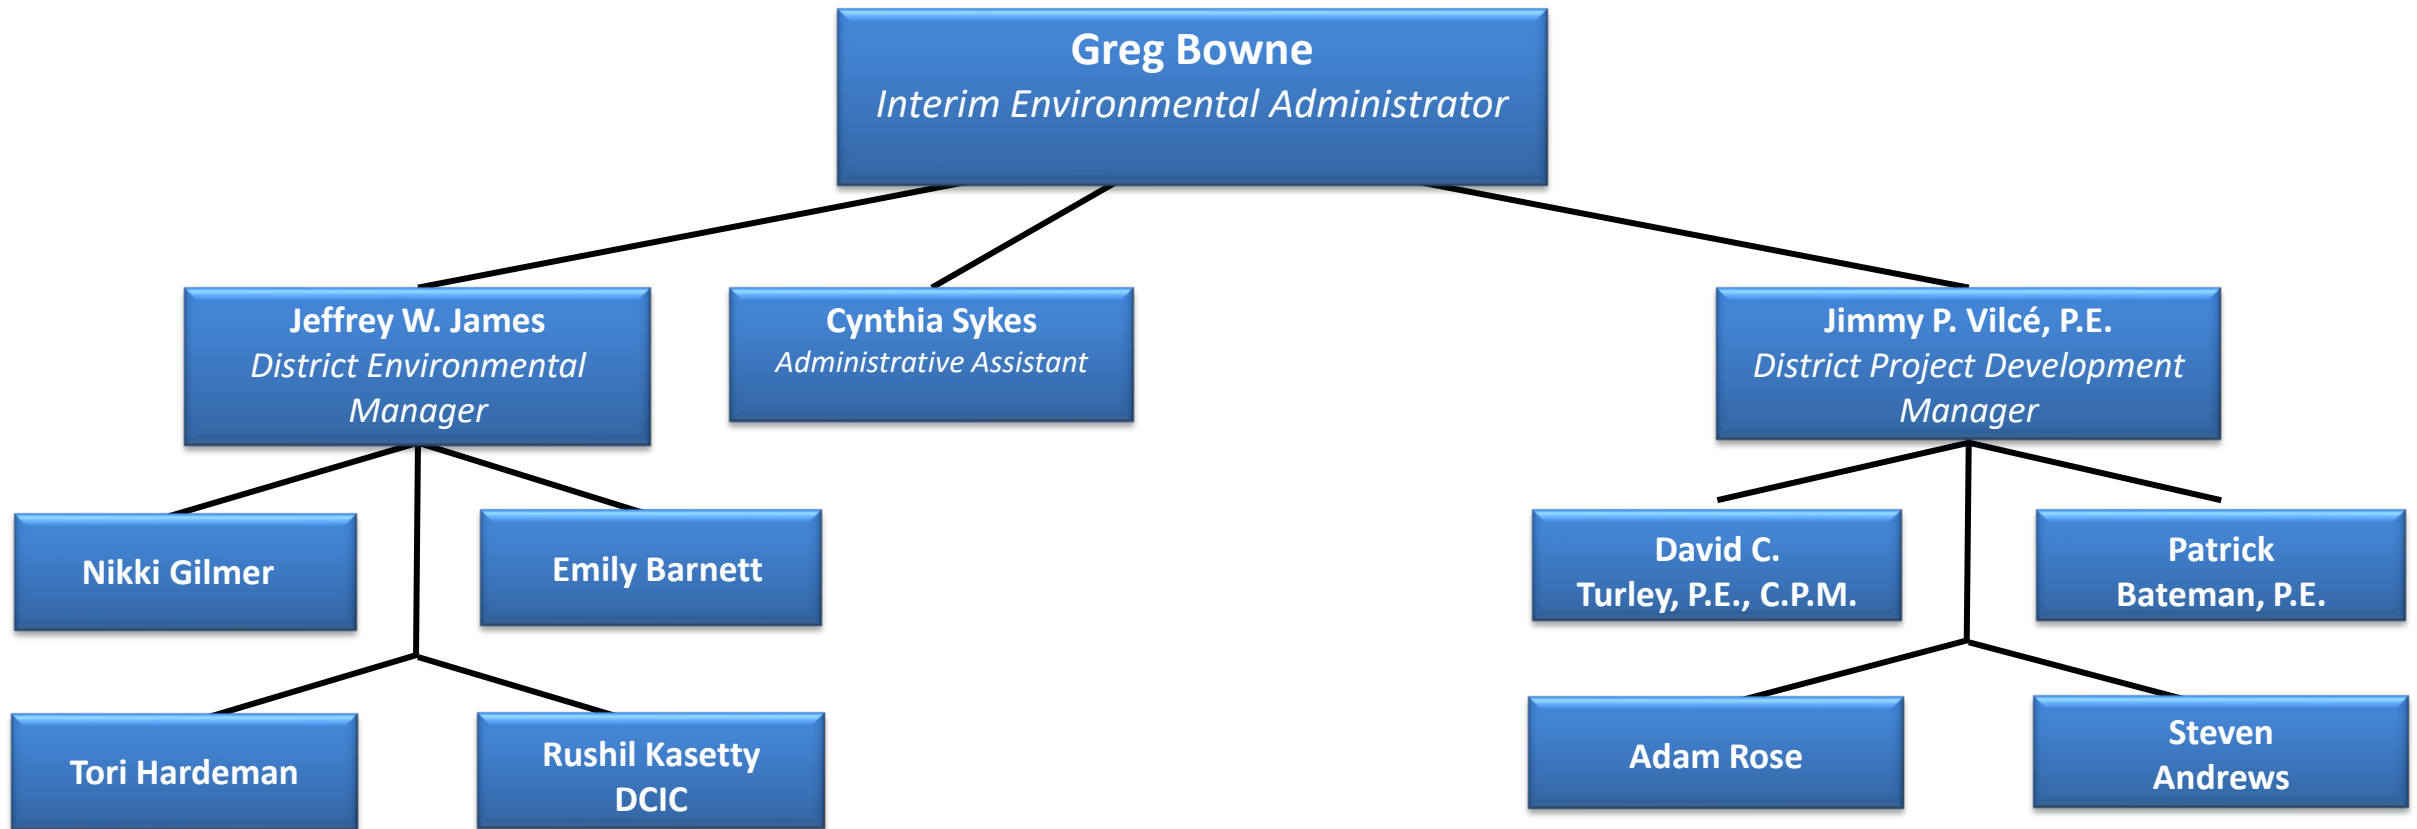 Greg Bowne
Interim Environmental Administrator
Jeffrey W. James
District Environmental
Manager
Cynthia Sykes
Administrative Assistant
Jimmy P. Vilcé, P.E.
District Project Development
Manager
Nikki Gilmer
Emily Barnett
David C.
Turley, P.E., C.P.M.
Patrick
Bateman, P.E.
Tori Hardeman
Rushil Kasetty
DCIC
Adam Rose
Steven
Andrews